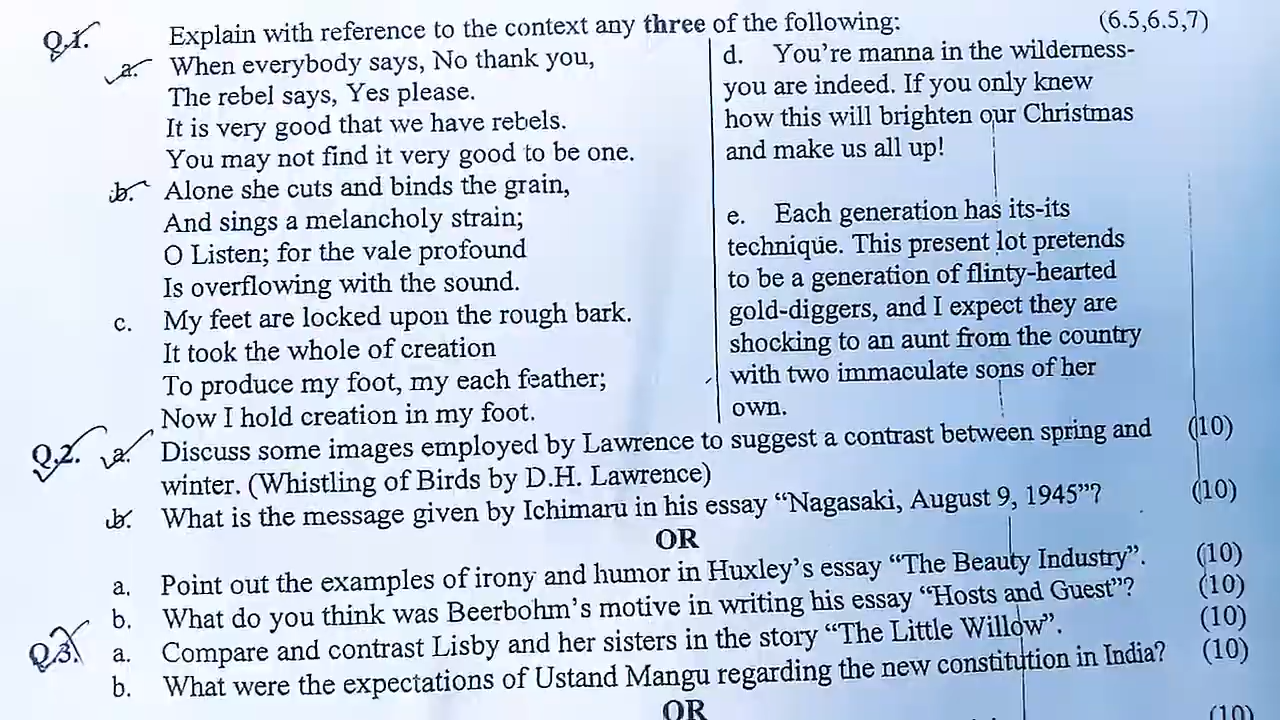 Q.1. Explain with reference to the context any three of the following: (6.5,6.5,7)
a. When everybody says, No thank you,
The rebel says, Yes please.
It is very good that we have rebels.
You may not find it very good to be one.
b. Alone she cuts and binds the grain,
And sings a melancholy strain;
O Listen; for the vale profound
Is overflowing with the sound.
c. My feet are locked upon the rough bark.
It took the whole of creation
To produce my foot, my each feather;
Now I hold creation in my foot.
d. You're manna in the wilderness-
you are indeed. If you only knew
how this will brighten our Christmas
and make us all up!
e. Each generation has its-its
technique. This present lot pretends
to be a generation of flinty-hearted
gold-diggers, and I expect they are
shocking to an aunt from the country
with two immaculate sons of her
own.
Q.2. a. Discuss some images employed by Lawrence to suggest a contrast between spring and (10)
winter. (Whistling of Birds by D.H. Lawrence)
b. What is the message given by Ichimaru in his essay “Nagasaki, August 9, 1945”? (10)
OR
a. Point out the examples of irony and humor in Huxley's essay “The Beauty Industry”. (10)
b. What do you think was Beerbohm's motive in writing his essay “Hosts and Guest”? (10)
Q.3. a. Compare and contrast Lisby and her sisters in the story “The Little Willow”. (10)
b. What were the expectations of Ustand Mangu regarding the new constitution in India? (10)
OR
(10)